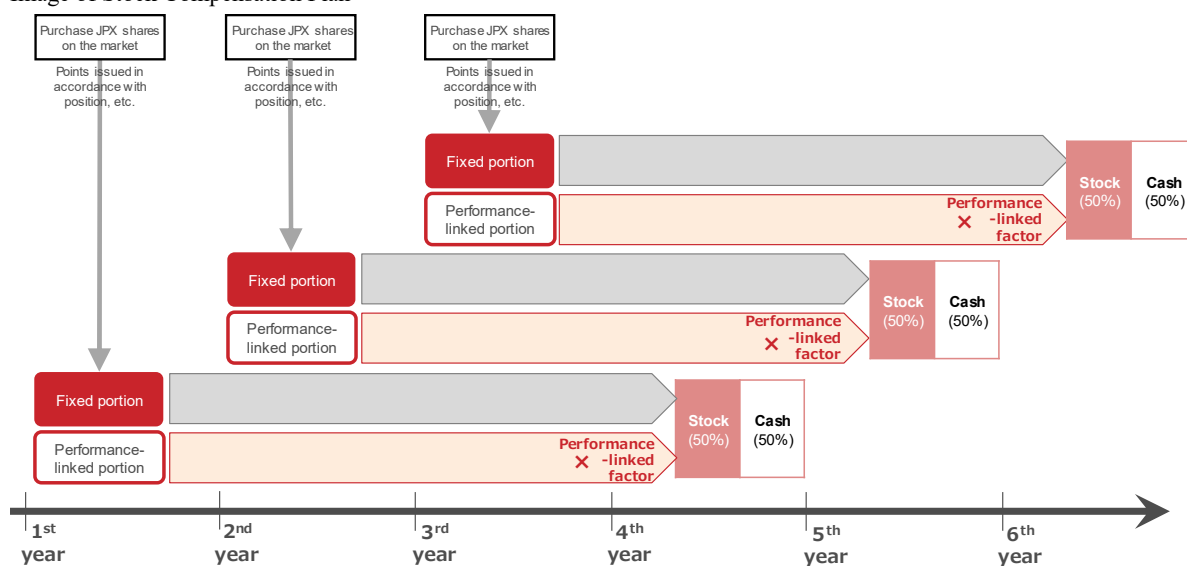 Image of Stock Compensation Plan
Purchase JPX shares
on the market
Purchase JPX shares
on the market
Purchase JPX shares
on the market
Points issued in
accordance with
position, etc.
Points issued in
accordance with
position, etc.
Points issued in
accordance with
position, etc.
Fixed portion
Performance-
linked portion
Performance
× -linked
factor
Stock
(50%)
Cash
(50%)
Fixed portion
Performance-
linked portion
Performance
× -linked
factor
Stock
(50%)
Cash
(50%)
Fixed portion
Performance-
linked portion
Performance
× -linked
factor
Stock
(50%)
Cash
(50%)
1st
year
2nd
year
3rd
year
4th
year
5th
year
6th
year